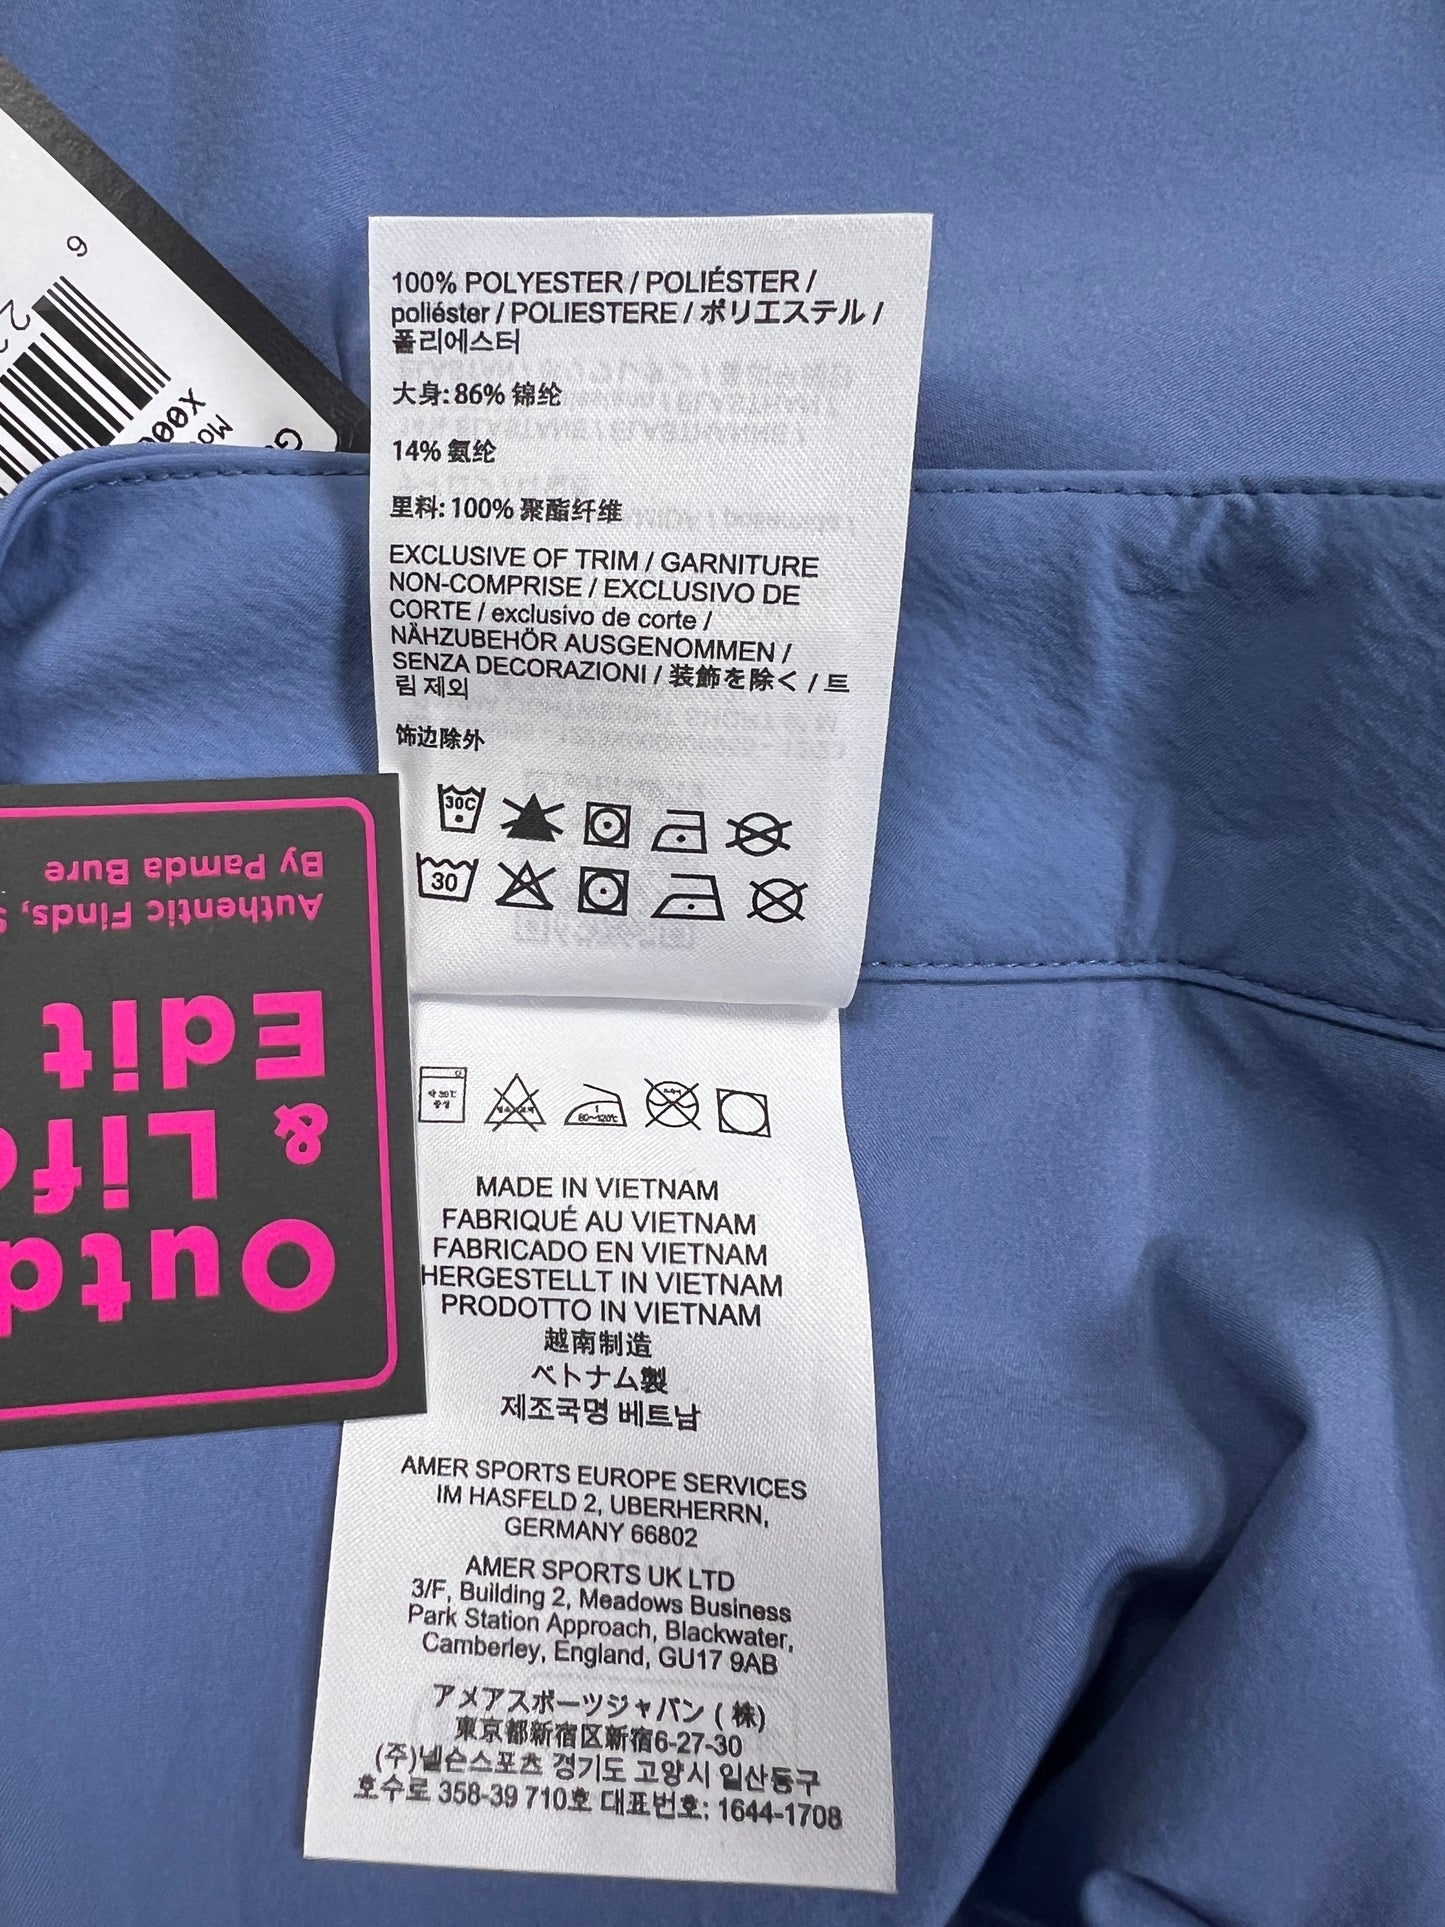 100% POLYESTER / POLIÉSTER /
poliéster / POLIESTERE / ポリエステル /
폴리에스터
大身: 86% 锦纶
14% 氨纶
里料: 100% 聚酯纤维
EXCLUSIVE OF TRIM / GARNITURE
NON-COMPRISE / EXCLUSIVO DE
CORTE / exclusivo de corte /
NÄHZUBEHÖR AUSGENOMMEN /
SENZA DECORAZIONI / 装飾を除く / 트
림 제외
饰边除外
30C
30
80~120℃
MADE IN VIETNAM
FABRIQUÉ AU VIETNAM
FABRICADO EN VIETNAM
HERGESTELLT IN VIETNAM
PRODOTTO IN VIETNAM
越南制造
ベトナム製
제조국명 베트남
AMER SPORTS EUROPE SERVICES
IM HASFELD 2, UBERHERRN,
GERMANY 66802
AMER SPORTS UK LTD
3/F, Building 2, Meadows Business
Park Station Approach, Blackwater,
Camberley, England, GU17 9AB
アメアスポーツジャパン ( 株)
東京都新宿区新宿6-27-30
(주)넬슨스포츠 경기도 고양시 일산동구
호수로 358-39 710호 대표번호: 1644-1708
Outd
& Life
Edit
Authentic Finds, S
By Pamda Bure
X000